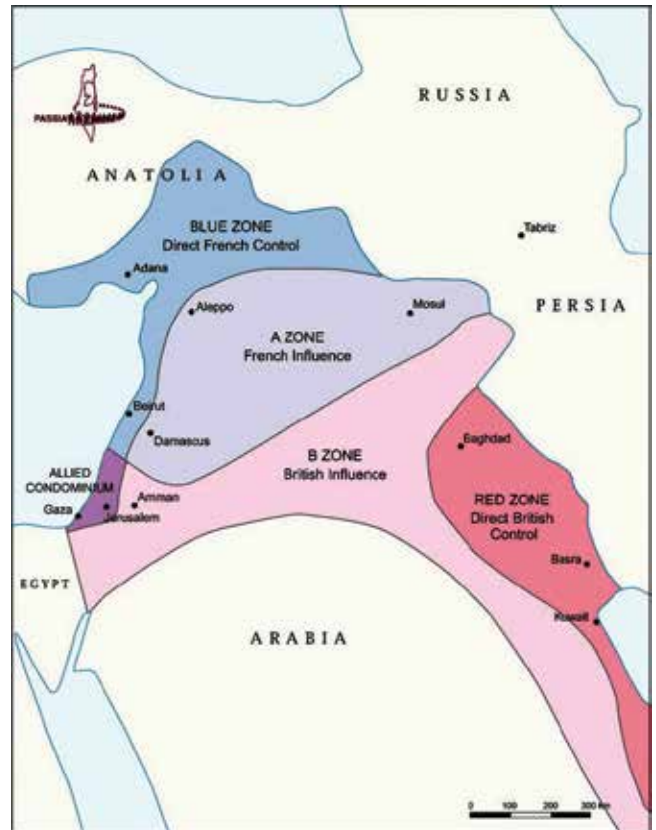 RUSSIA
PASSIA
ANATOLIA
BLUE ZONE
Direct French Control
Tabriz
Adana
Aleppo
Mosul
PERSIA
A ZONE
French Influence
Beirut
Damascus
Baghdad
B ZONE
British Influence
ALLIED
CONDOMINIUM
Amman
Gaza
Jerusalem
RED ZONE
Direct British
Control
Basra
EGYPT
Kuwait
ARABIA
0 100 200 300 km